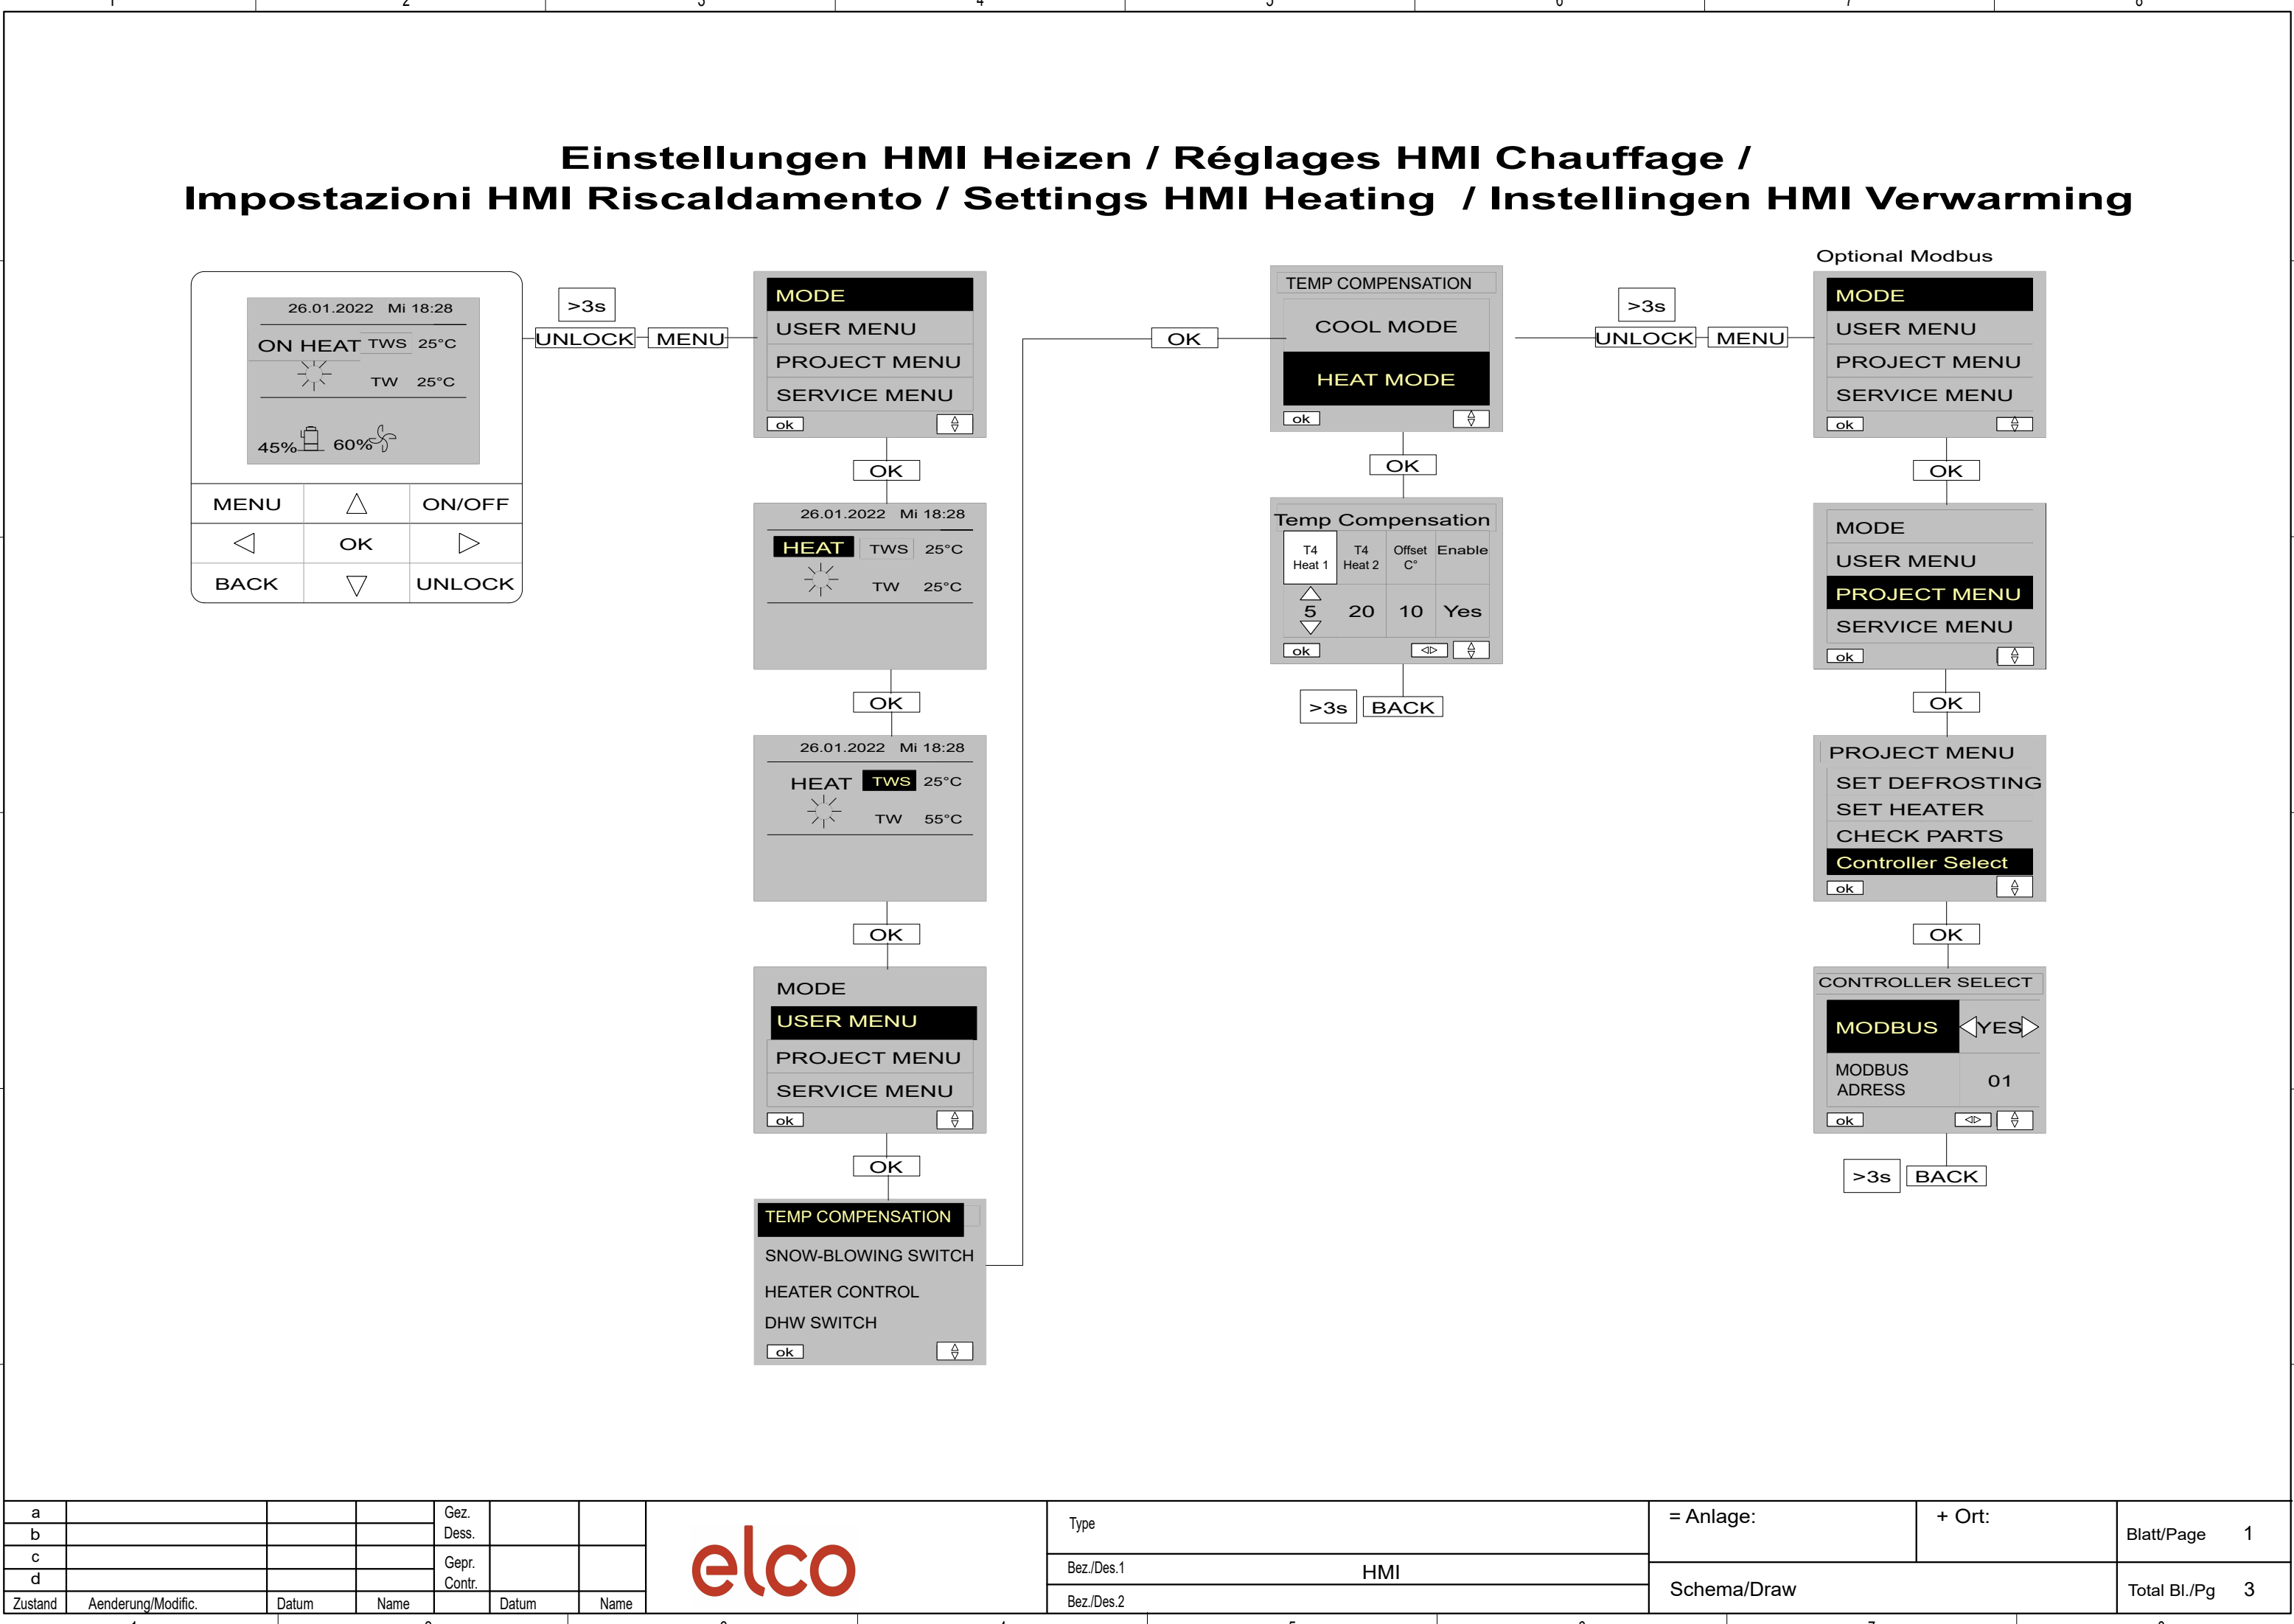 1 2 3 4 5 6 7 8
Einstellungen HMI Heizen / Réglages HMI Chauffage /
Impostazioni HMI Riscaldamento / Settings HMI Heating / Instellingen HMI Verwarming
26.01.2022 Mi 18:28
ON HEAT TWS 25°C
TW 25°C
45% 60%
MENU ON/OFF
OK
BACK UNLOCK
>3s
UNLOCK MENU
MODE
USER MENU
PROJECT MENU
SERVICE MENU
ok
OK
26.01.2022 Mi 18:28
HEAT TWS 25°C
TW 25°C
OK
26.01.2022 Mi 18:28
HEAT TWS 25°C
TW 55°C
OK
MODE
USER MENU
PROJECT MENU
SERVICE MENU
ok
OK
TEMP COMPENSATION
SNOW-BLOWING SWITCH
HEATER CONTROL
DHW SWITCH
ok
OK
TEMP COMPENSATION
COOL MODE
HEAT MODE
ok
OK
Temp Compensation
T4 Heat 1 T4 Heat 2 Offset C° Enable
5 20 10 Yes
ok
>3s BACK
>3s
UNLOCK MENU
Optional Modbus
MODE
USER MENU
PROJECT MENU
SERVICE MENU
ok
OK
MODE
USER MENU
PROJECT MENU
SERVICE MENU
ok
OK
PROJECT MENU
SET DEFROSTING
SET HEATER
CHECK PARTS
Controller Select
ok
OK
CONTROLLER SELECT
MODBUS YES
MODBUS
ADRESS 01
ok
>3s BACK
a
b
c
d
Zustand Aenderung/Modific. Datum Name
Gez.
Dess.
Gepr.
Contr.
Datum Name
elco
Type
Bez./Des.1 HMI
Bez./Des.2
= Anlage: + Ort:
Schema/Draw
Blatt/Page 1
Total Bl./Pg 3